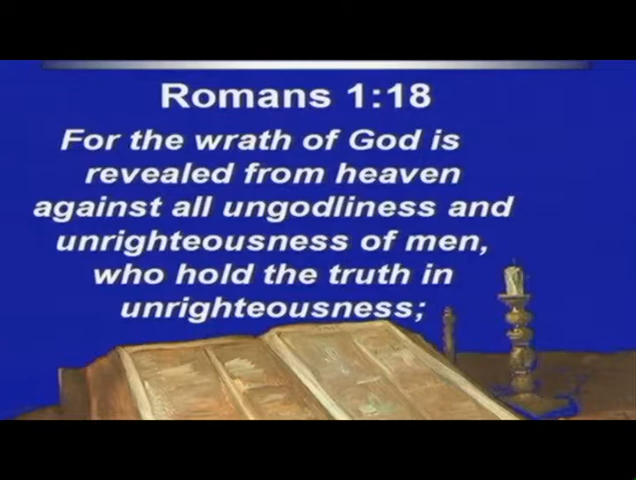 Romans 1:18
For the wrath of God is
revealed from heaven
against all ungodliness and
unrighteousness of men,
who hold the truth in
unrighteousness;